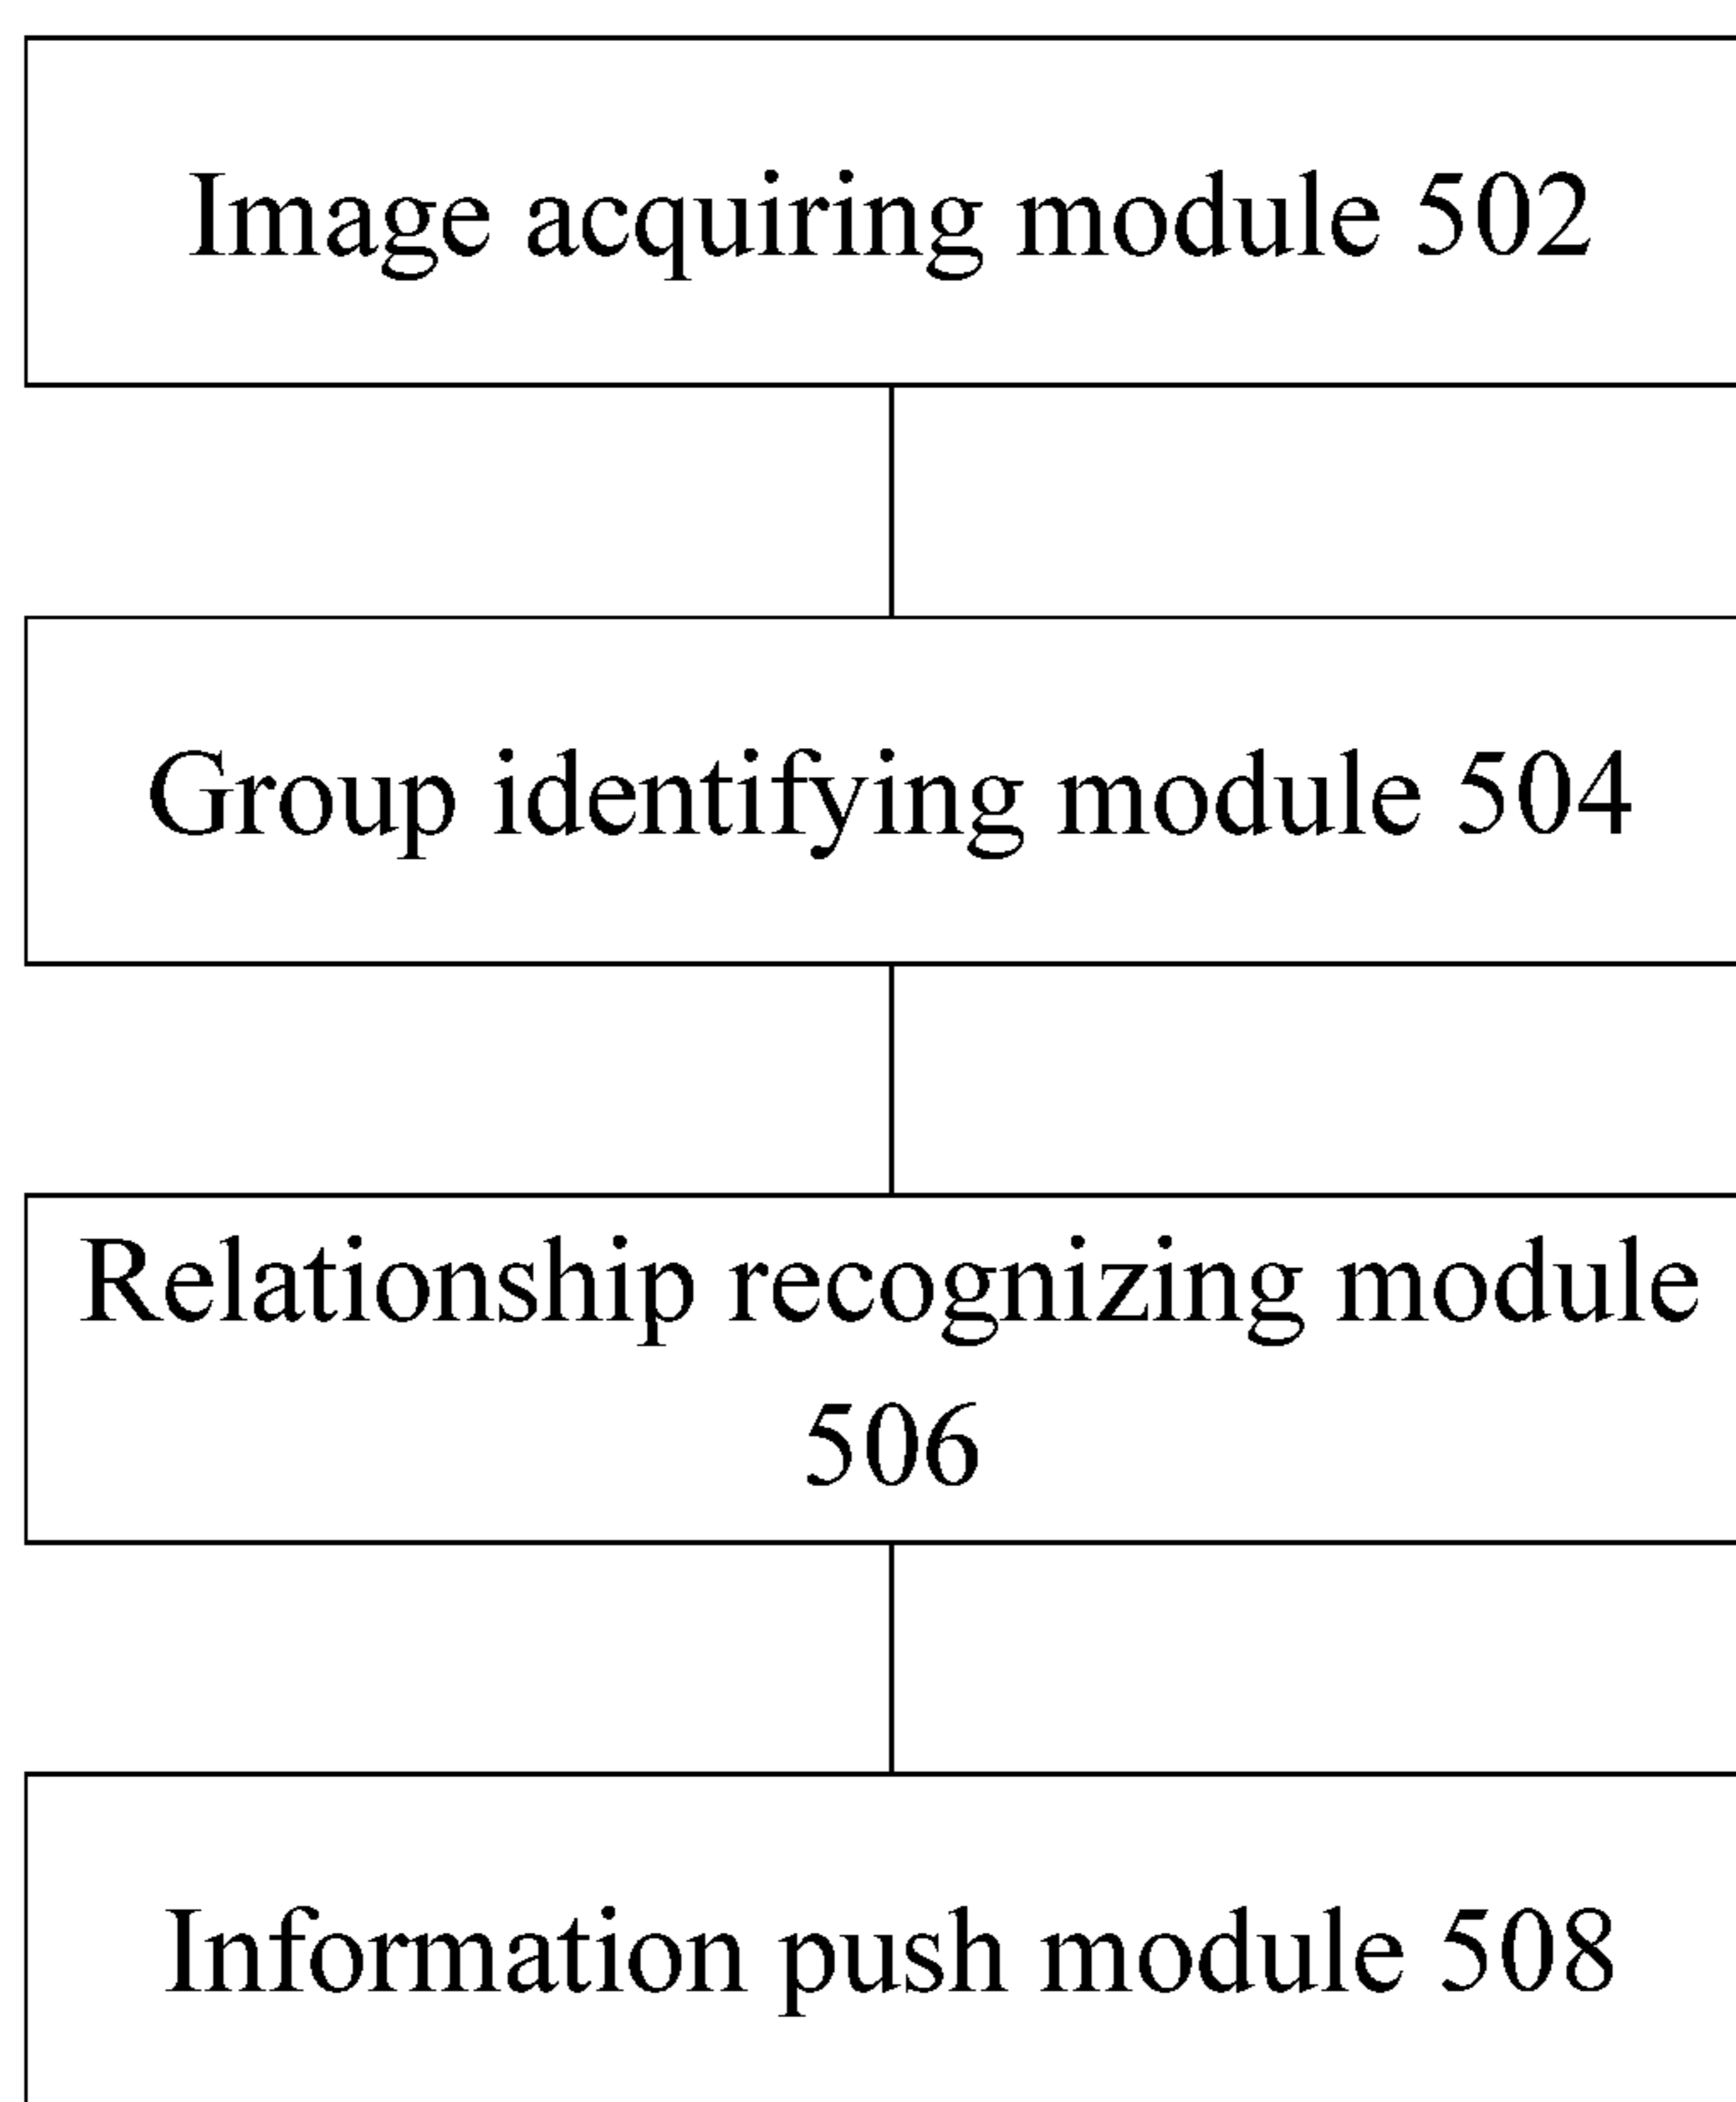 Image acquiring module 502
Group identifying module 504
Relationship recognizing module
506
Information push module 508